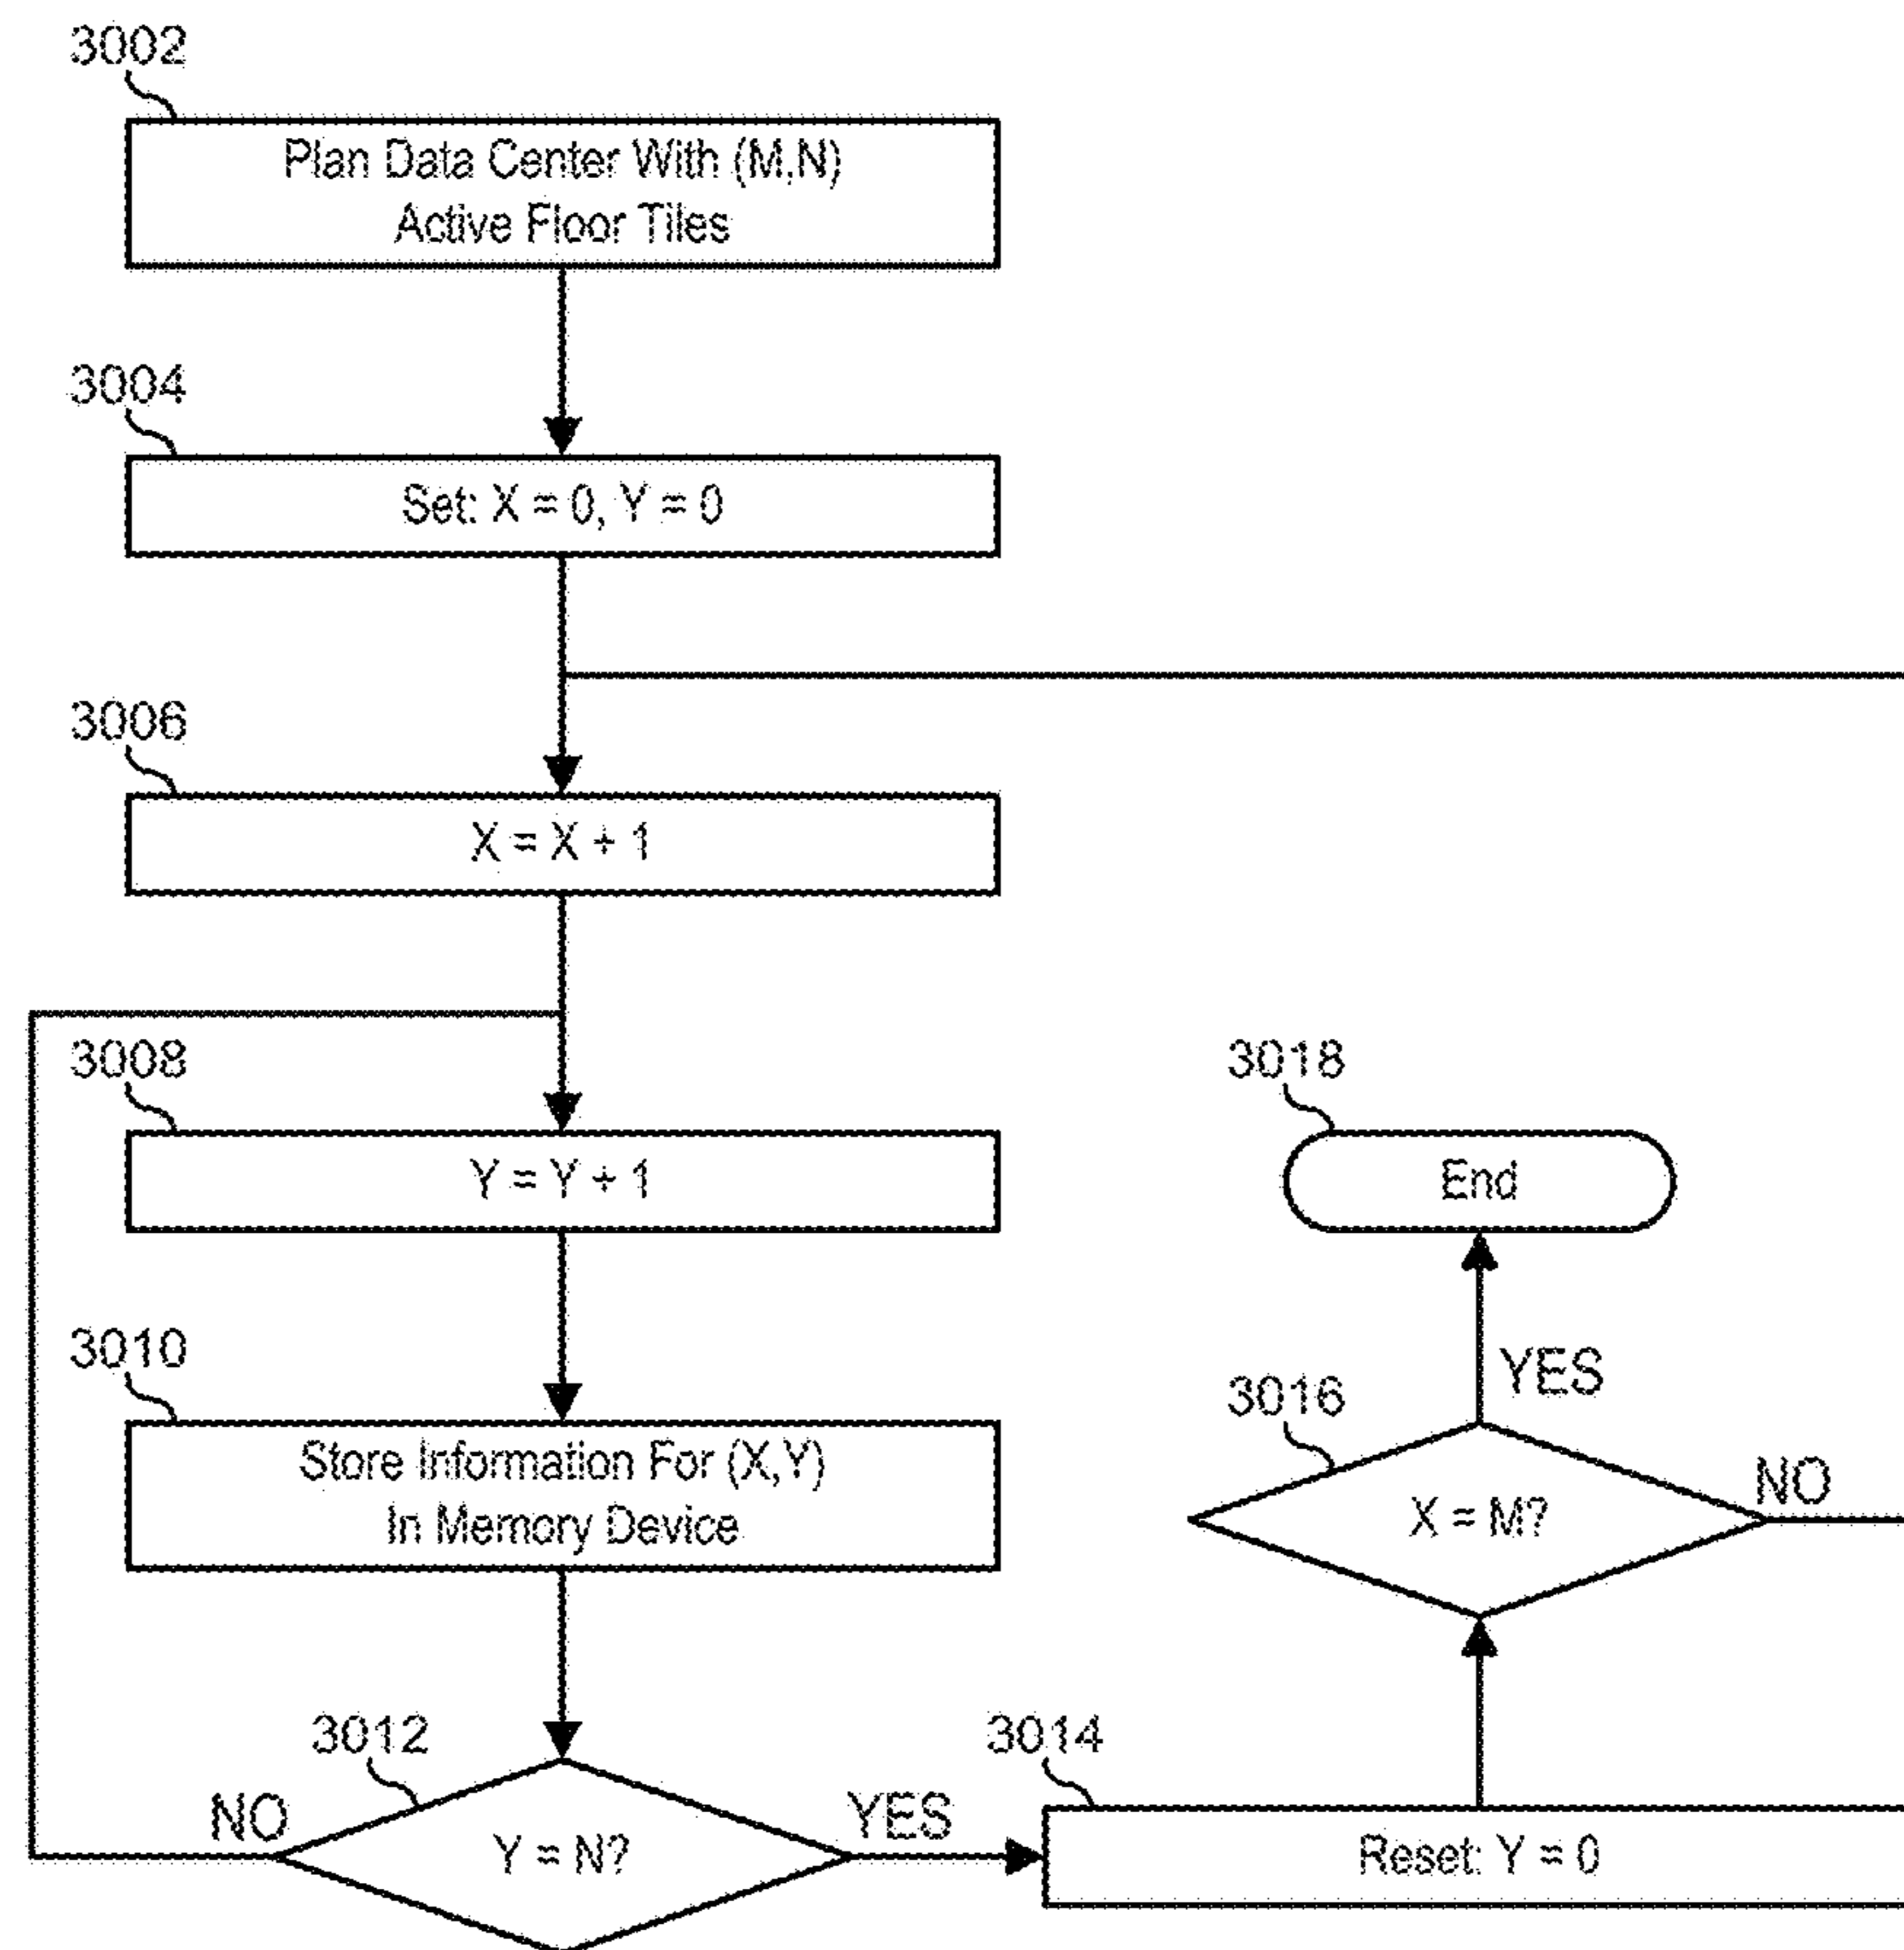 3002
Plan Data Center With (M,N)
Active Floor Tiles
3004
Set: X = 0, Y = 0
3006
X = X + 1
3008
Y = Y + 1
3010
Store Information For (X,Y)
In Memory Device
3012
NO
Y = N?
YES
3014
Reset: Y = 0
3016
X = M?
NO
YES
3018
End